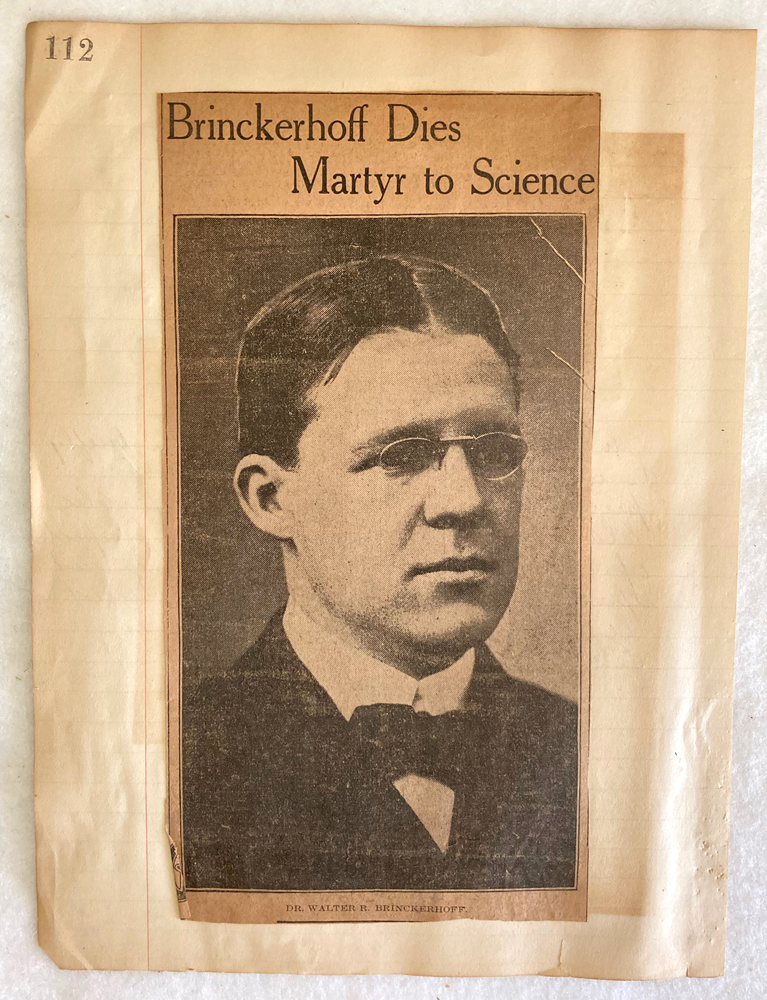 112
Brinckerhoff Dies
Martyr to Science
DR. WALTER R. BRINCKERHOFF.